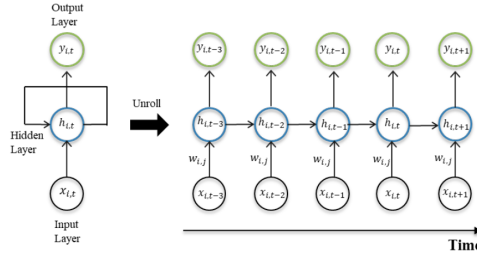 Output
Layer
y_{i,t}
h_{i,t}
Hidden
Layer
x_{i,t}
Input
Layer
Unroll
y_{i,t-3} y_{i,t-2} y_{i,t-1} y_{i,t} y_{i,t+1}
h_{i,t-3} h_{i,t-2} h_{i,t-1} h_{i,t} h_{i,t+1}
w_{i,j} w_{i,j} w_{i,j} w_{i,j} w_{i,j}
x_{i,t-3} x_{i,t-2} x_{i,t-1} x_{i,t} x_{i,t+1}
Time